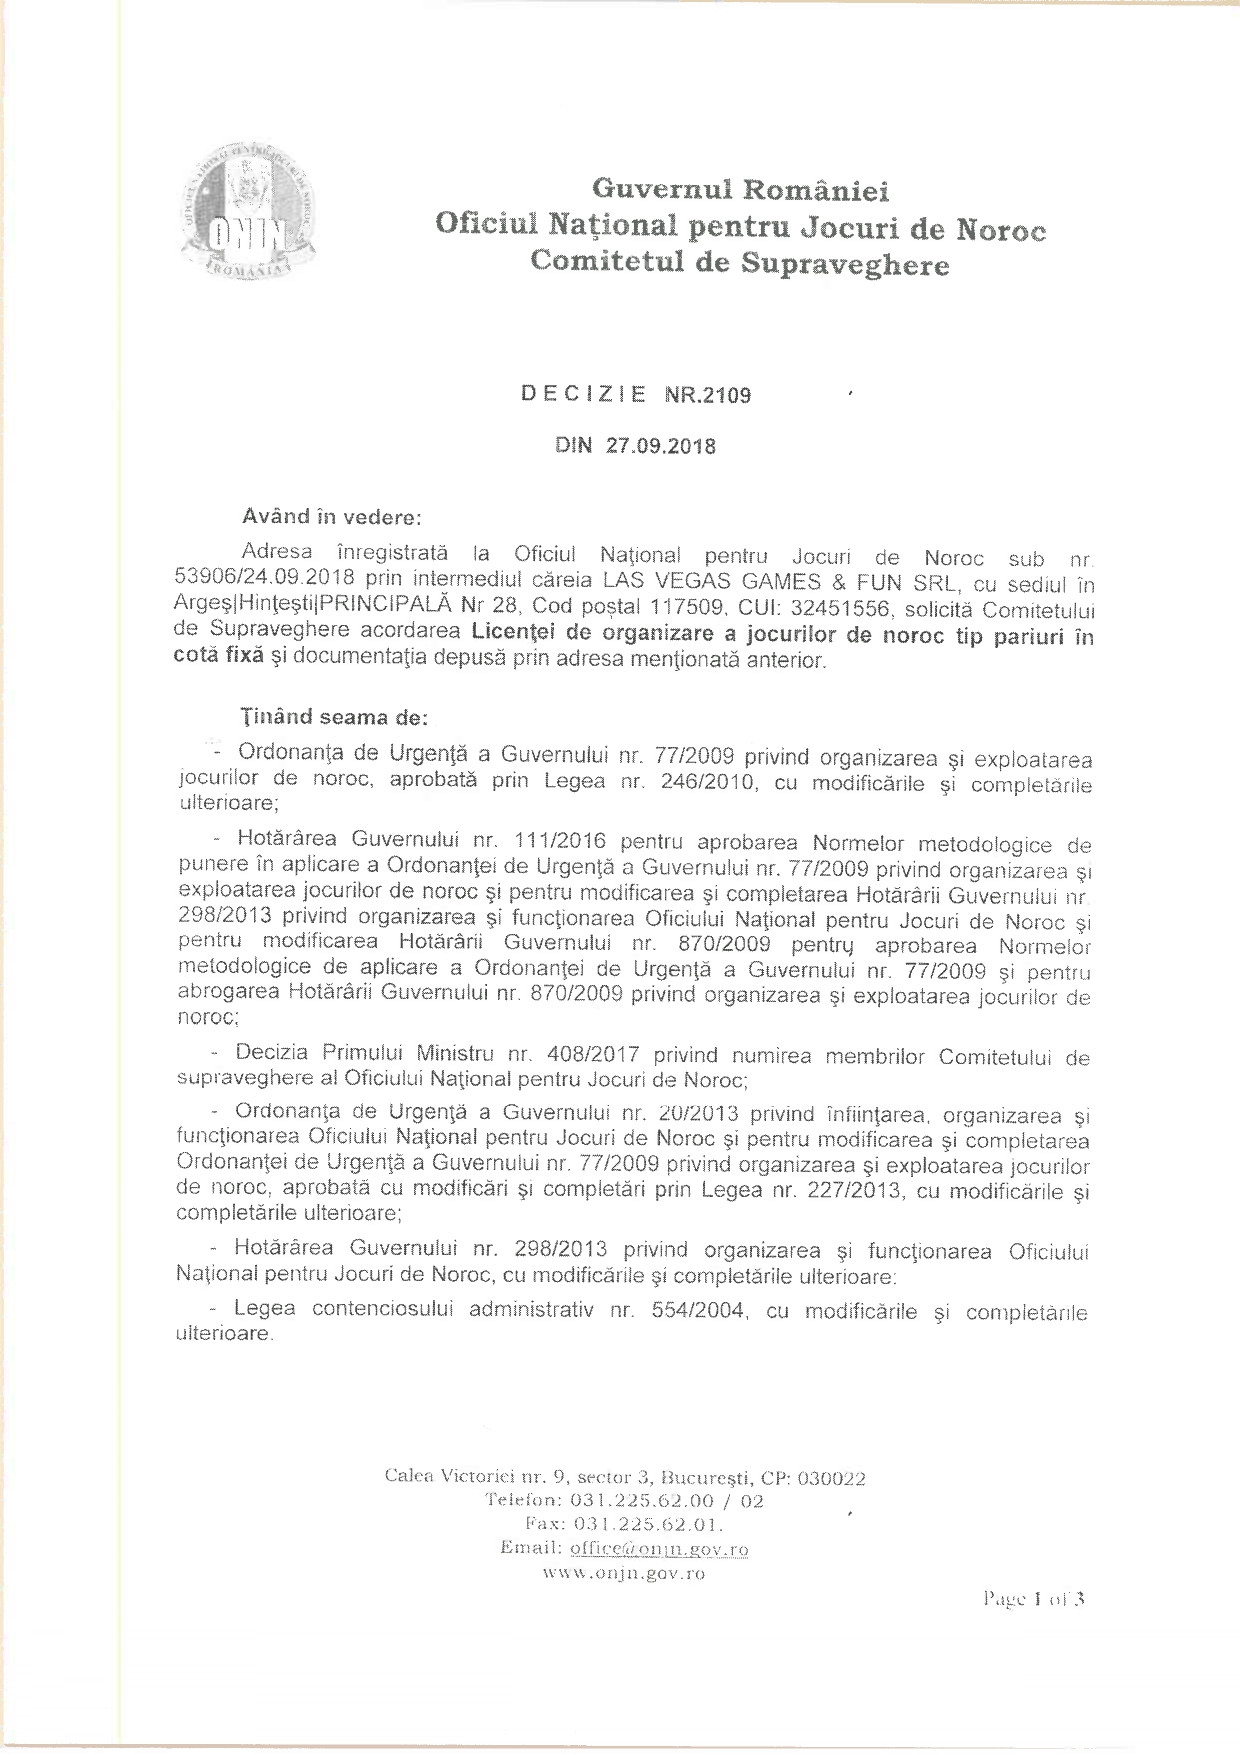 ONJN
ROMÂNIA
Guvernul României
Oficiul Naţional pentru Jocuri de Noroc
Comitetul de Supraveghere
D E C I Z I E NR.2109
DIN 27.09.2018
Având în vedere:
Adresa înregistrată la Oficiul Naţional pentru Jocuri de Noroc sub nr.
53906/24.09.2018 prin intermediul căreia LAS VEGAS GAMES & FUN SRL, cu sediul în
Argeş|Hinţeşti|PRINCIPALĂ Nr 28, Cod poştal 117509, CUI: 32451556, solicită Comitetului
de Supraveghere acordarea Licenţei de organizare a jocurilor de noroc tip pariuri în
cotă fixă şi documentaţia depusă prin adresa menţionată anterior.
Ţinând seama de:
- Ordonanţa de Urgenţă a Guvernului nr. 77/2009 privind organizarea şi exploatarea
jocurilor de noroc, aprobată prin Legea nr. 246/2010, cu modificările şi completările
ulterioare;
- Hotărârea Guvernului nr. 111/2016 pentru aprobarea Normelor metodologice de
punere în aplicare a Ordonanţei de Urgenţă a Guvernului nr. 77/2009 privind organizarea şi
exploatarea jocurilor de noroc şi pentru modificarea şi completarea Hotărârii Guvernului nr.
298/2013 privind organizarea şi funcţionarea Oficiului Naţional pentru Jocuri de Noroc şi
pentru modificarea Hotărârii Guvernului nr. 870/2009 pentru aprobarea Normelor
metodologice de aplicare a Ordonanţei de Urgenţă a Guvernului nr. 77/2009 şi pentru
abrogarea Hotărârii Guvernului nr. 870/2009 privind organizarea şi exploatarea jocurilor de
noroc;
- Decizia Primului Ministru nr. 408/2017 privind numirea membrilor Comitetului de
supraveghere al Oficiului Naţional pentru Jocuri de Noroc;
- Ordonanţa de Urgenţă a Guvernului nr. 20/2013 privind înfiinţarea, organizarea şi
funcţionarea Oficiului Naţional pentru Jocuri de Noroc şi pentru modificarea şi completarea
Ordonanţei de Urgenţă a Guvernului nr. 77/2009 privind organizarea şi exploatarea jocurilor
de noroc, aprobată cu modificări şi completări prin Legea nr. 227/2013, cu modificările şi
completările ulterioare;
- Hotărârea Guvernului nr. 298/2013 privind organizarea şi funcţionarea Oficiului
Naţional pentru Jocuri de Noroc, cu modificările şi completările ulterioare;
- Legea contenciosului administrativ nr. 554/2004, cu modificările şi completările
ulterioare.
Calea Victoriei nr. 9, sector 3, Bucureşti, CP: 030022
Telefon: 031.225.62.00 / 02
Fax: 031.225.62.01.
Email: office@onjn.gov.ro
www.onjn.gov.ro
Page 1 of 3